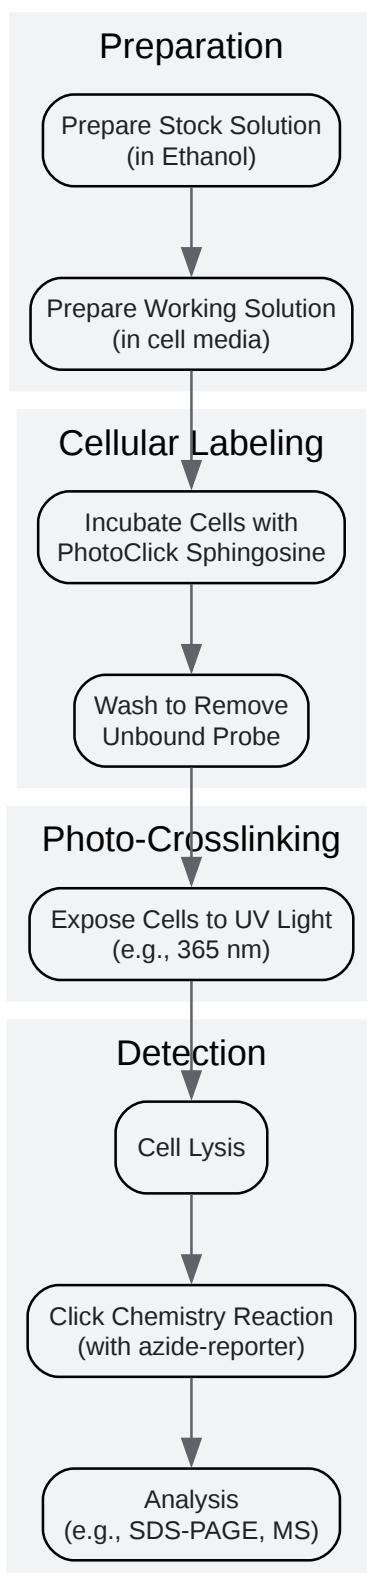 Preparation
Prepare Stock Solution
(in Ethanol)
Prepare Working Solution
(in cell media)
Cellular Labeling
Incubate Cells with
PhotoClick Sphingosine
Wash to Remove
Unbound Probe
Photo-Crosslinking
Expose Cells to UV Light
(e.g., 365 nm)
Detection
Cell Lysis
Click Chemistry Reaction
(with azide-reporter)
Analysis
(e.g., SDS-PAGE, MS)